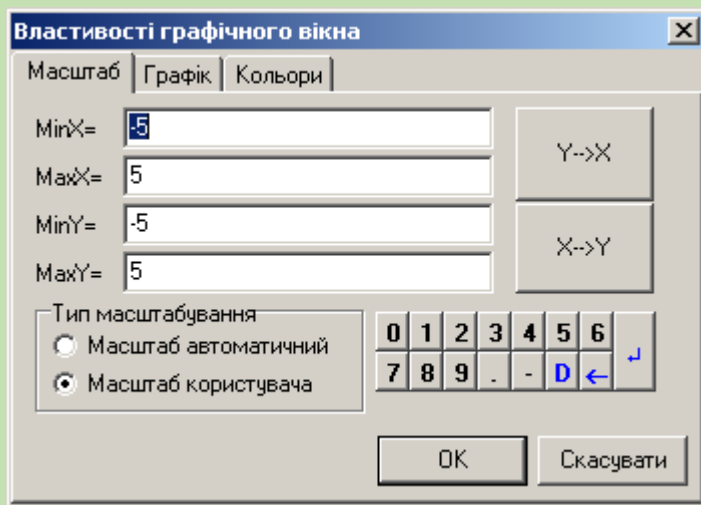 Властивості графічного вікна
Масштаб Графік Кольори
MinX= -5
MaxX= 5
MinY= -5
MaxY= 5
Y-->X
X-->Y
Тип масштабування
Масштаб автоматичний
Масштаб користувача
0 1 2 3 4 5 6
7 8 9 . - D ←
↵
OK Скасувати